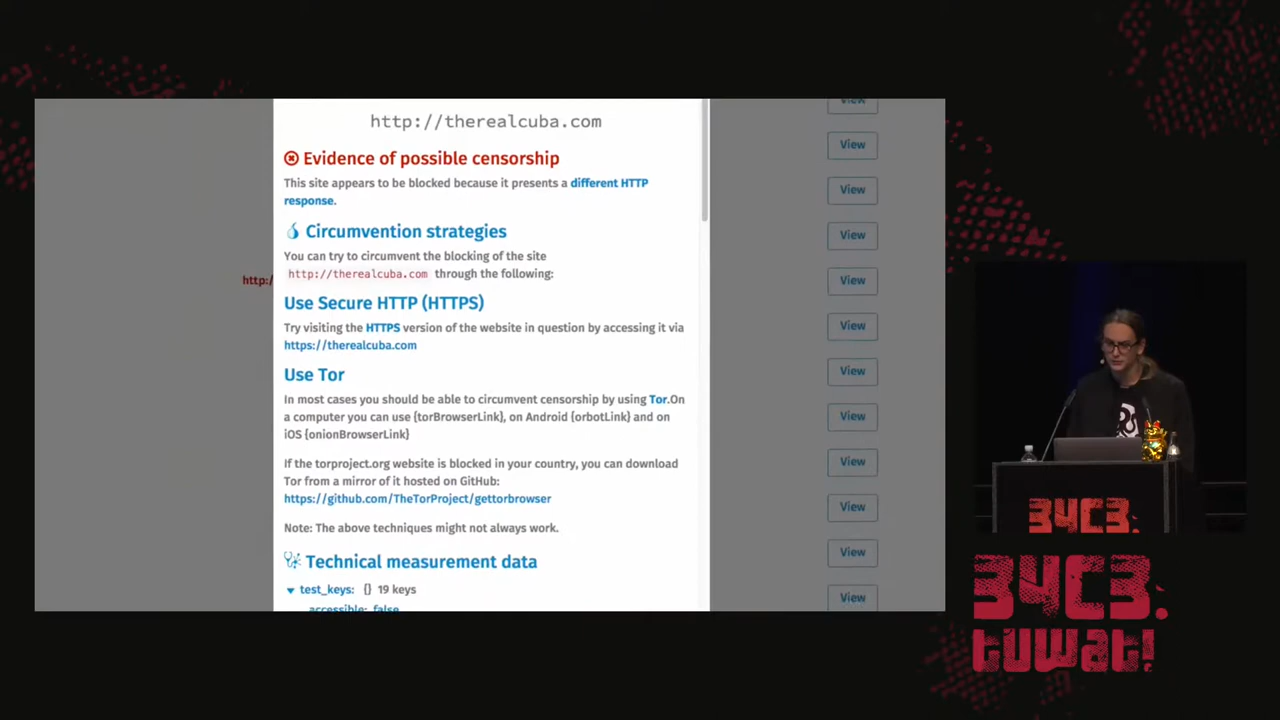 http://therealcuba.com
Evidence of possible censorship
This site appears to be blocked because it presents a different HTTP
response.
Circumvention strategies
You can try to circumvent the blocking of the site
http://therealcuba.com through the following:
http:/
Use Secure HTTP (HTTPS)
Try visiting the HTTPS version of the website in question by accessing it via
https://therealcuba.com
Use Tor
In most cases you should be able to circumvent censorship by using Tor.On
a computer you can use {torBrowserLink}, on Android {orbotLink} and on
iOS {onionBrowserLink}
If the torproject.org website is blocked in your country, you can download
Tor from a mirror of it hosted on GitHub:
https://github.com/TheTorProject/gettorbrowser
Note: The above techniques might not always work.
Technical measurement data
test_keys: {} 19 keys
accessible: false
View
View
View
View
View
View
View
View
View
View
View
View
34C3.
34C3.
tuwat!